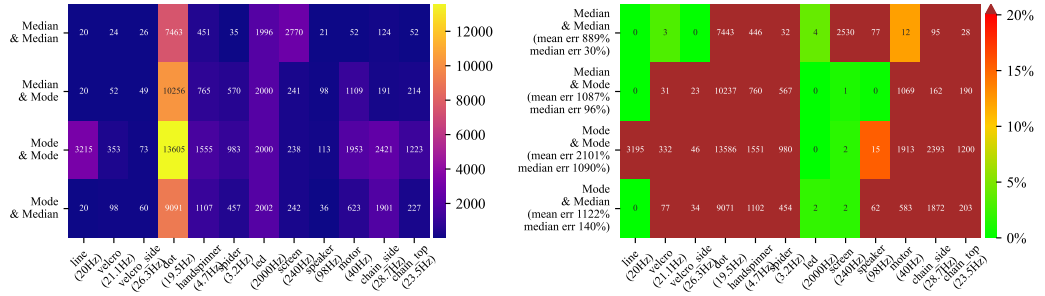 Median
& Median
20 24 26 7463 451 35 1996 2770 21 52 124 52
Median
& Mode
20 52 49 10256 765 570 2000 241 98 1109 191 214
Mode
& Mode
3215 353 73 13605 1555 983 2000 238 113 1953 2421 1223
Mode
& Median
20 98 60 9091 1107 457 2002 242 36 623 1901 227
line
(20Hz)
velcro
(21.1Hz)
velcro_side
(26.3Hz)
dot
(19.5Hz)
handspinner
(4.7Hz)
spider
(3.2Hz)
led
(2000Hz)
screen
(240Hz)
speaker
(98Hz)
motor
(40Hz)
chain_side
(28.7Hz)
chain_top
(23.5Hz)
12000
10000
8000
6000
4000
2000
Median
& Median
(mean err 889%
median err 30%)
0 3 0 7443 446 32 4 2530 77 12 95 28
Median
& Mode
(mean err 1087%
median err 96%)
0 31 23 10237 760 567 0 1 0 1069 162 190
Mode
& Mode
(mean err 2101%
median err 1090%)
3195 332 46 13586 1551 980 0 2 15 1913 2393 1200
Mode
& Median
(mean err 1122%
median err 140%)
0 77 34 9071 1102 454 2 2 62 583 1872 203
line
(20Hz)
velcro
(21.1Hz)
velcro_side
(26.3Hz)
dot
(19.5Hz)
handspinner
(4.7Hz)
spider
(3.2Hz)
led
(2000Hz)
screen
(240Hz)
speaker
(98Hz)
motor
(40Hz)
chain_side
(28.7Hz)
chain_top
(23.5Hz)
20%
15%
10%
5%
0%